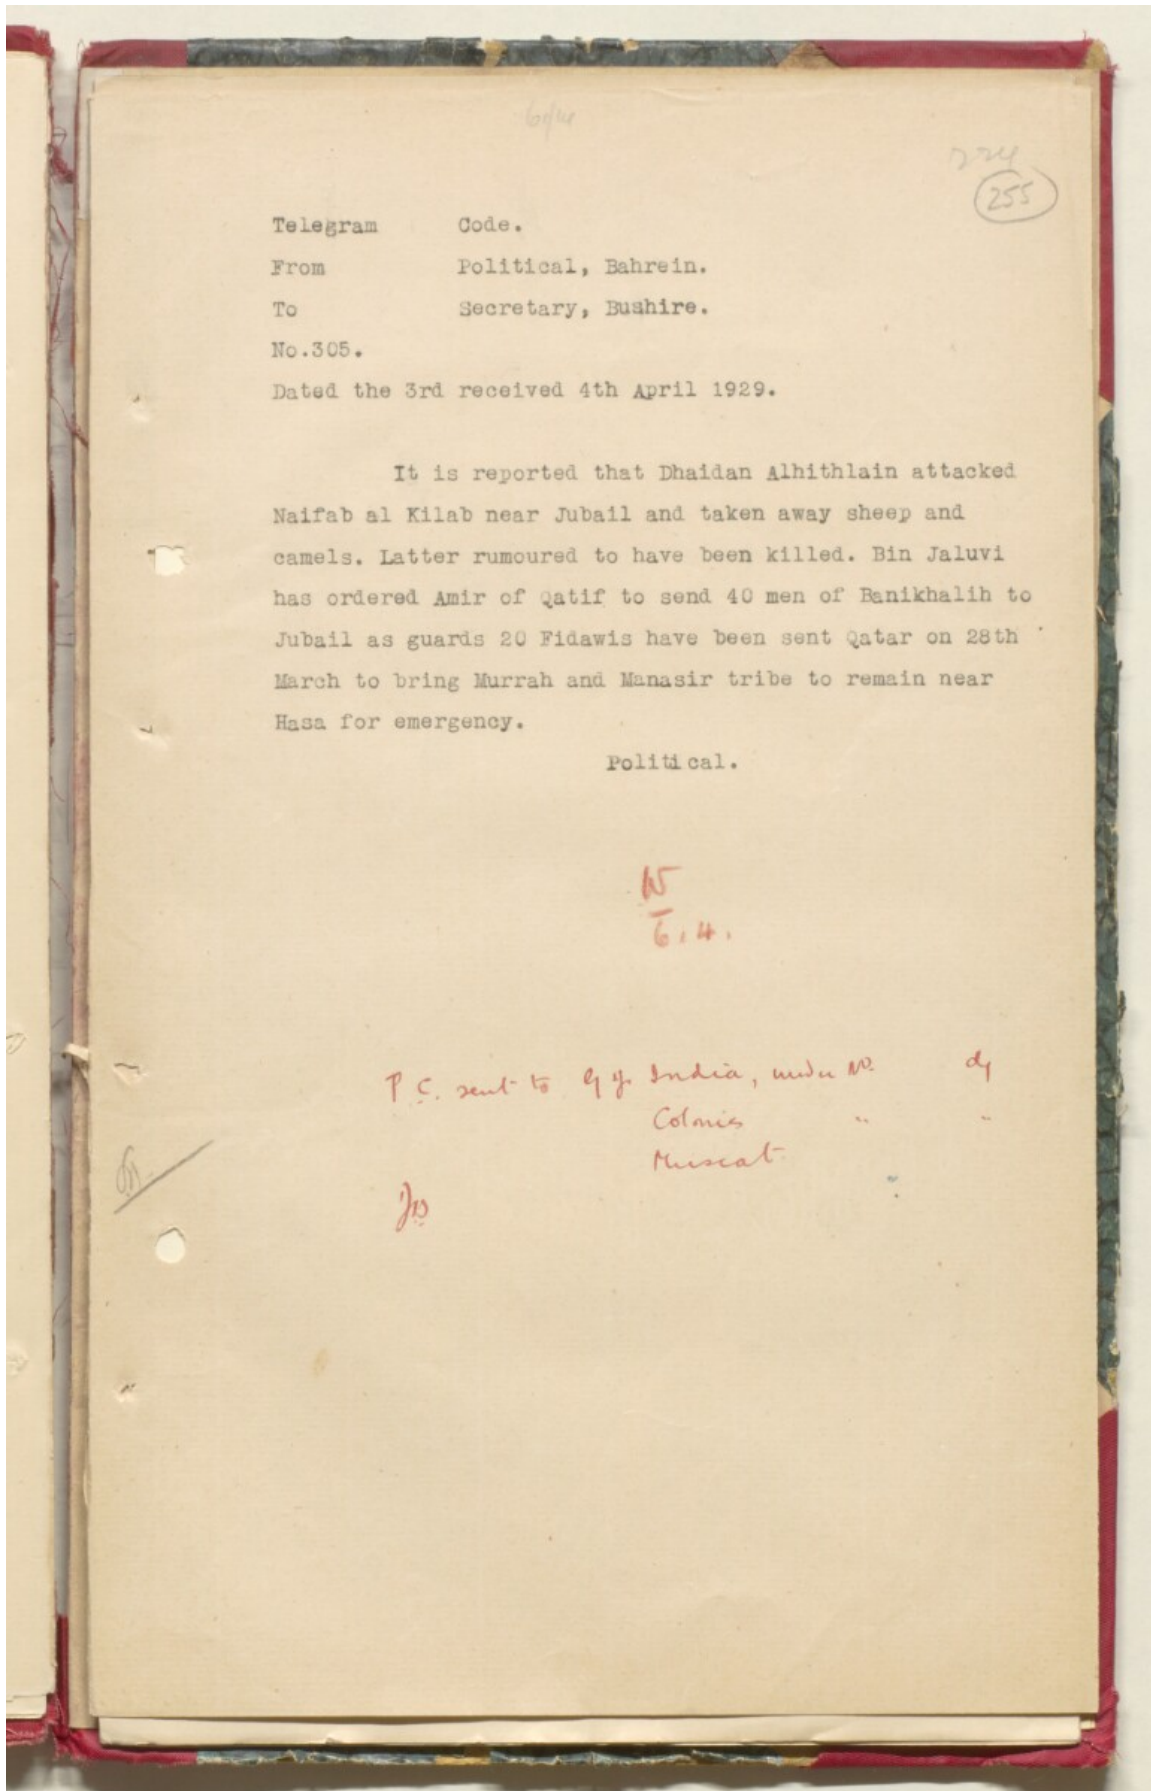 224
255
Telegram Code.
From Political, Bahrein.
To Secretary, Bushire.
No.305.
Dated the 3rd received 4th April 1929.
It is reported that Dhaidan Alhithlain attacked
Naifab al Kilab near Jubail and taken away sheep and
camels. Latter rumoured to have been killed. Bin Jaluvi
has ordered Amir of Qatif to send 40 men of Banikhalih to
Jubail as guards 20 Fidawis have been sent Qatar on 28th
March to bring Murrah and Manasir tribe to remain near
Hasa for emergency.
Political.
6.4.
P.C. sent to India, under No.
Colonies " "
Muscat